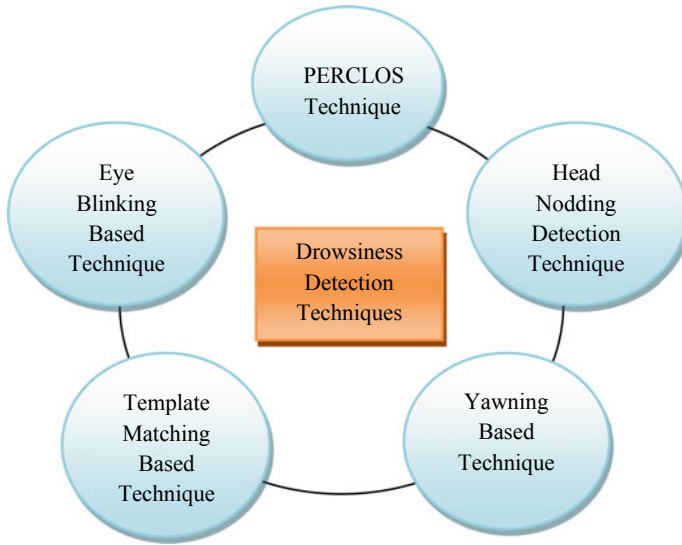 PERCLOS
Technique
Eye
Blinking
Based
Technique
Head
Nodding
Detection
Technique
Drowsiness
Detection
Techniques
Template
Matching
Based
Technique
Yawning
Based
Technique